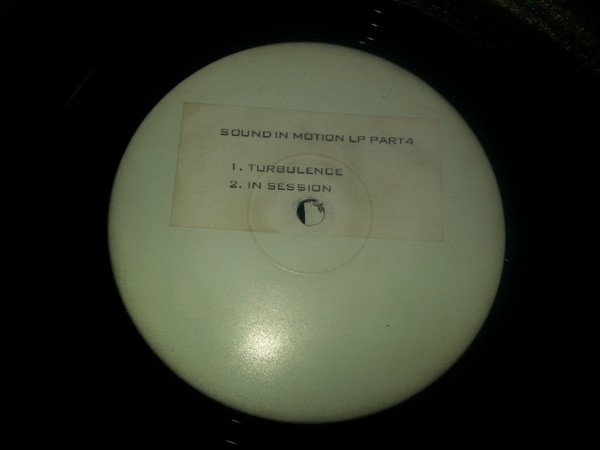 SOUND IN MOTION LP PART4
1. TURBULENCE
2. IN SESSION